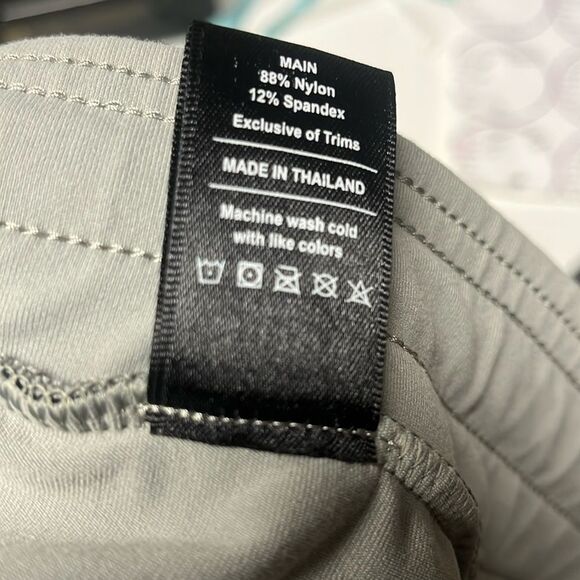 MAIN
88% Nylon
12% Spandex
Exclusive of Trims
MADE IN THAILAND
Machine wash cold
with like colors